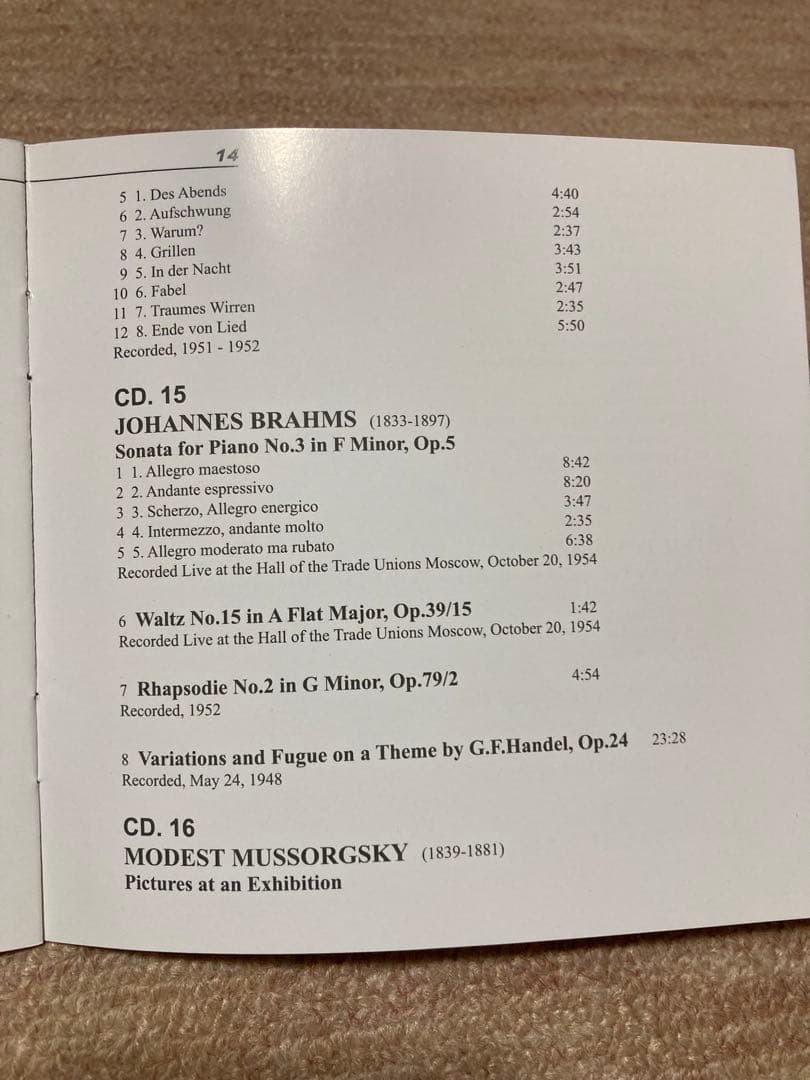 14
5 1. Des Abends 4:40
6 2. Aufschwung 2:54
7 3. Warum? 2:37
8 4. Grillen 3:43
9 5. In der Nacht 3:51
10 6. Fabel 2:47
11 7. Traumes Wirren 2:35
12 8. Ende von Lied 5:50
Recorded, 1951 - 1952
CD. 15
JOHANNES BRAHMS (1833-1897)
Sonata for Piano No.3 in F Minor, Op.5
1 1. Allegro maestoso 8:42
2 2. Andante espressivo 8:20
3 3. Scherzo, Allegro energico 3:47
4 4. Intermezzo, andante molto 2:35
5 5. Allegro moderato ma rubato 6:38
Recorded Live at the Hall of the Trade Unions Moscow, October 20, 1954
6 Waltz No.15 in A Flat Major, Op.39/15 1:42
Recorded Live at the Hall of the Trade Unions Moscow, October 20, 1954
7 Rhapsodie No.2 in G Minor, Op.79/2 4:54
Recorded, 1952
8 Variations and Fugue on a Theme by G.F.Handel, Op.24 23:28
Recorded, May 24, 1948
CD. 16
MODEST MUSSORGSKY (1839-1881)
Pictures at an Exhibition